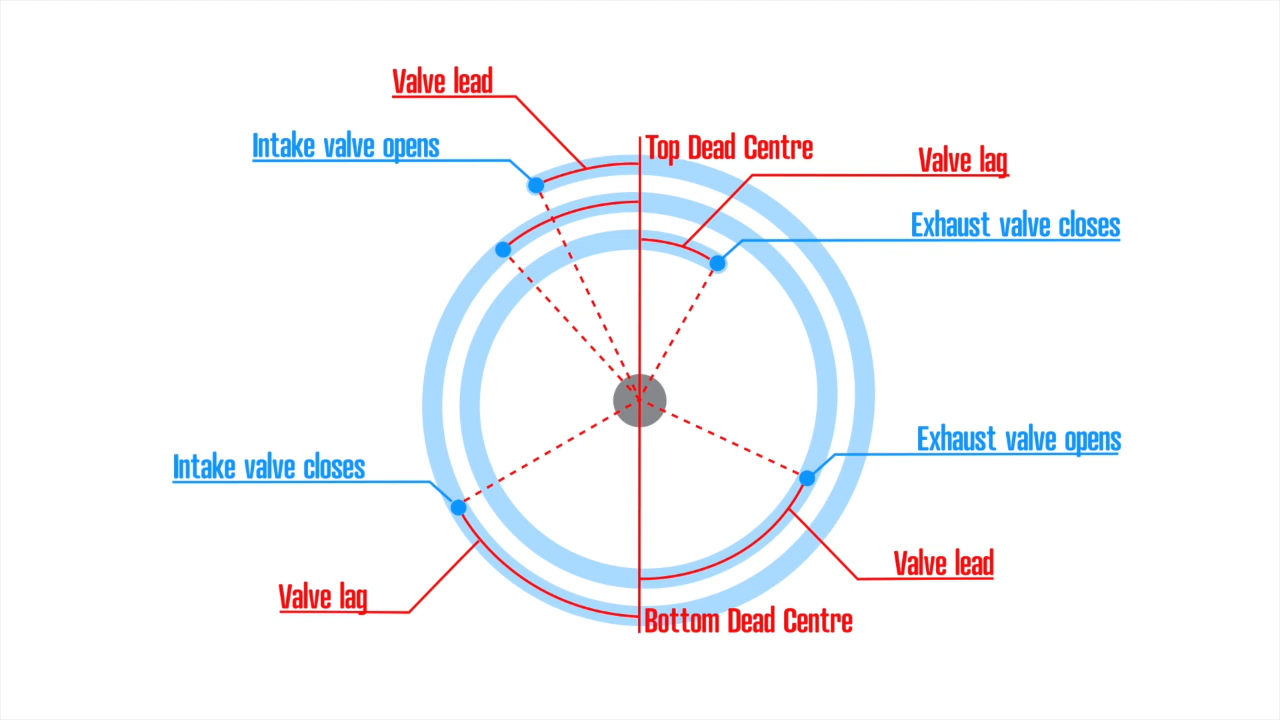 Valve lead
Intake valve opens
Top Dead Centre
Valve lag
Exhaust valve closes
Exhaust valve opens
Intake valve closes
Valve lead
Valve lag
Bottom Dead Centre